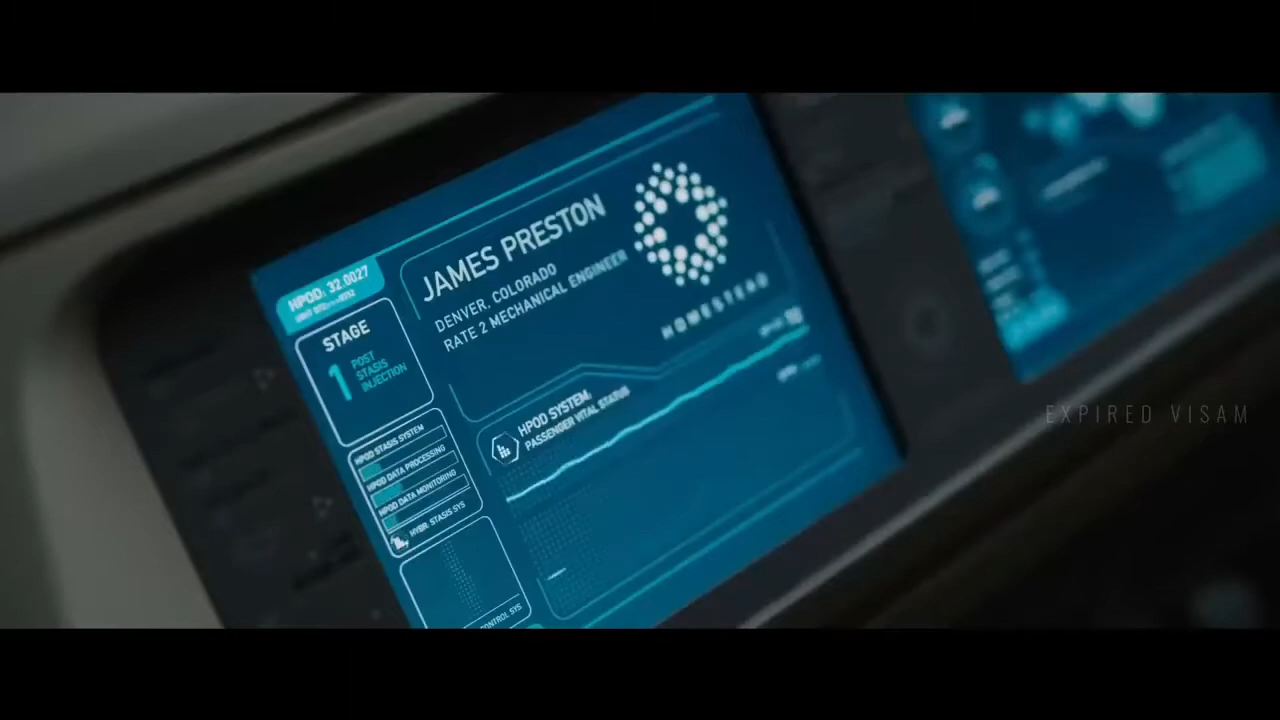 HPOD: 32.0027
STAGE
1 POST
STASIS
INJECTION
HPOD STASIS SYSTEM
HPOD DATA PROCESSING
HPOD DATA MONITORING
HYBR. STASIS SYS
CONTROL SYS
JAMES PRESTON
DENVER, COLORADO
RATE 2 MECHANICAL ENGINEER
HOMESTEAD
HPOD SYSTEM:
PASSENGER VITAL STATUS
EXPIRED VISAM